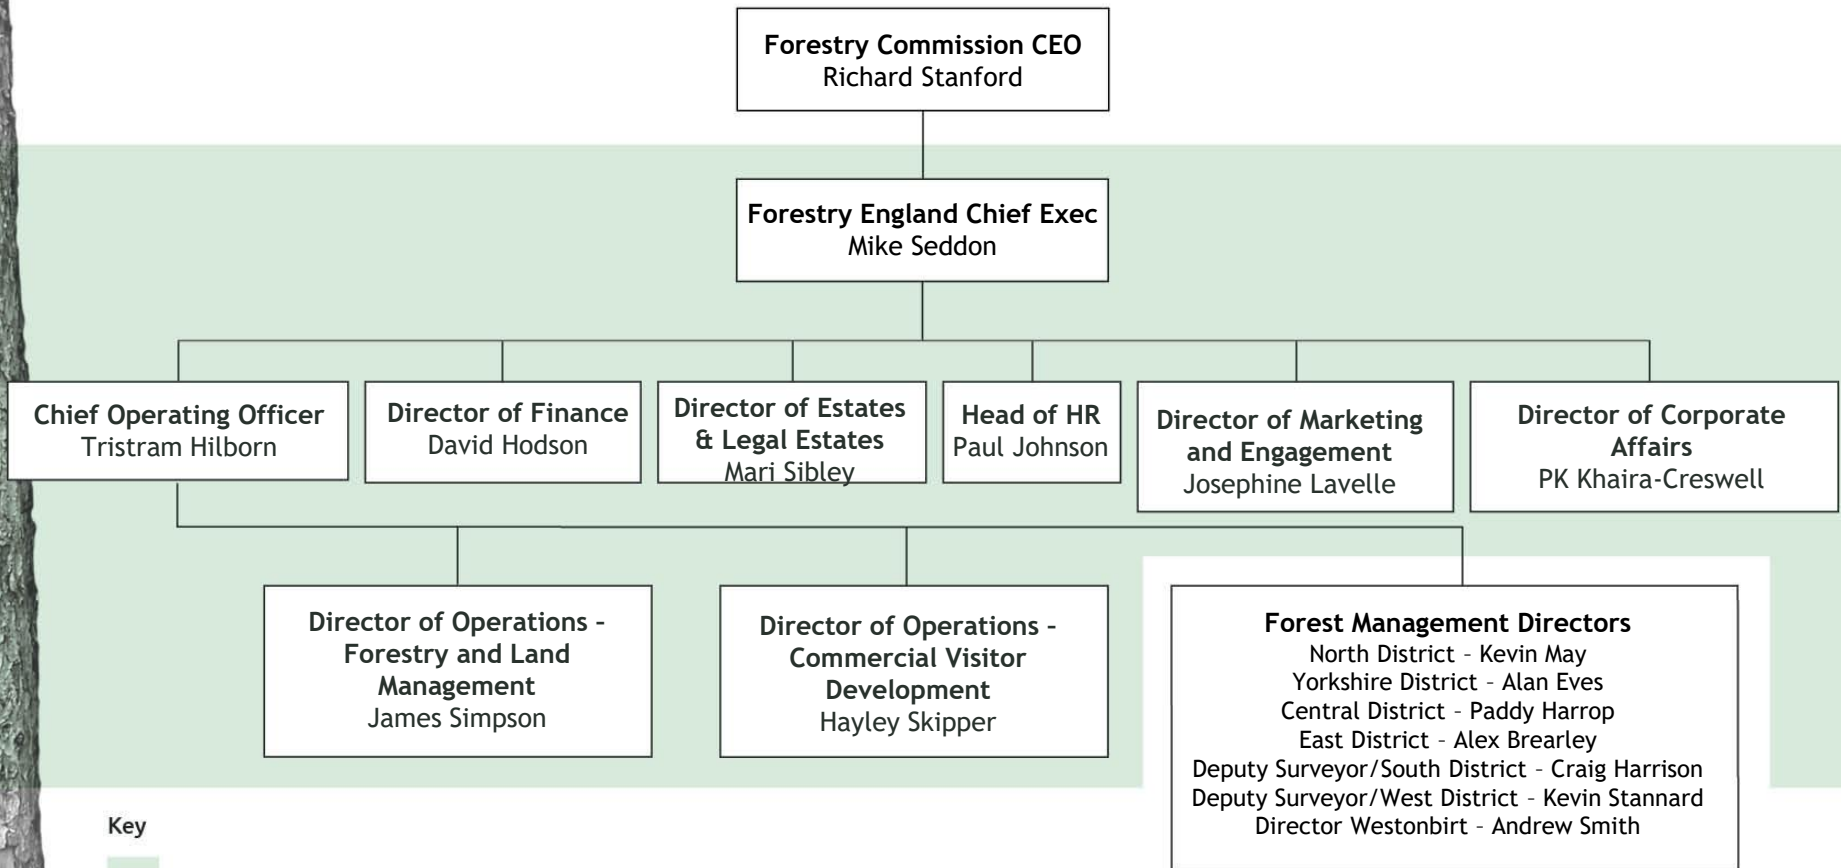 Forestry Commission CEO
Richard Stanford
Forestry England Chief Exec
Mike Seddon
Chief Operating Officer
Tristram Hilborn
Director of Finance
David Hodson
Director of Estates
& Legal Estates
Mari Sibley
Head of HR
Paul Johnson
Director of Marketing
and Engagement
Josephine Lavelle
Director of Corporate
Affairs
PK Khaira-Creswell
Director of Operations –
Forestry and Land
Management
James Simpson
Director of Operations –
Commercial Visitor
Development
Hayley Skipper
Forest Management Directors
North District – Kevin May
Yorkshire District – Alan Eves
Central District – Paddy Harrop
East District – Alex Brearley
Deputy Surveyor/South District – Craig Harrison
Deputy Surveyor/West District – Kevin Stannard
Director Westonbirt – Andrew Smith
Key